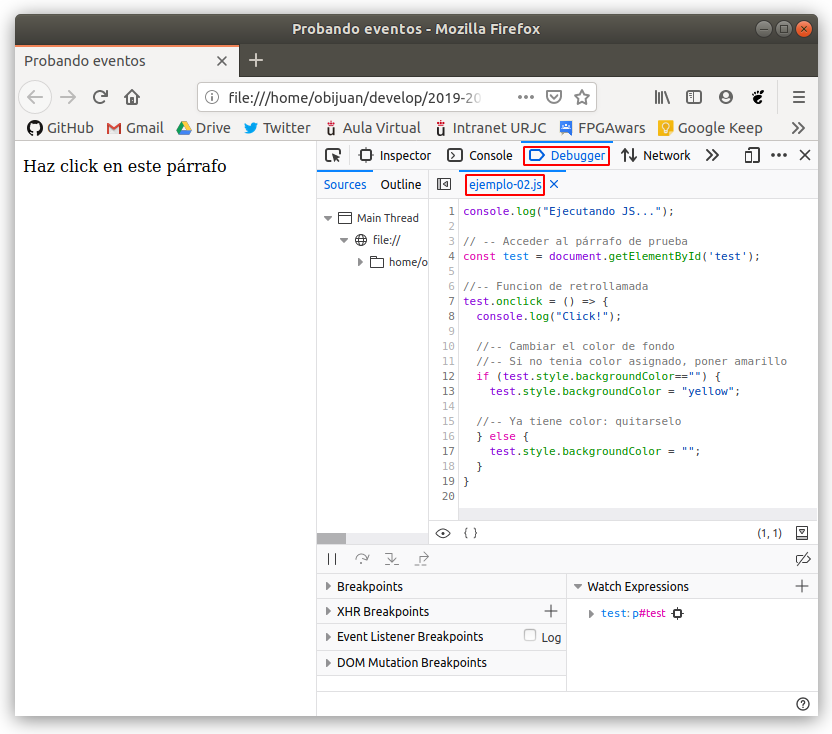 Probando eventos - Mozilla Firefox
Probando eventos
file:///home/obijuan/develop/2019-20
GitHub Gmail Drive Twitter Aula Virtual Intranet URJC FPGAwars Google Keep
Haz click en este párrafo
Inspector Console Debugger Network
Sources Outline ejemplo-02.js
Main Thread
file://
home/o
1 console.log("Ejecutando JS...");
2
3 // -- Acceder al párrafo de prueba
4 const test = document.getElementById('test');
5
6 //-- Funcion de retrollamada
7 test.onclick = () => {
8 console.log("Click!");
9
10 //-- Cambiar el color de fondo
11 //-- Si no tenia color asignado, poner amarillo
12 if (test.style.backgroundColor=="") {
13 test.style.backgroundColor = "yellow";
14
15 //-- Ya tiene color: quitarselo
16 } else {
17 test.style.backgroundColor = "";
18 }
19 }
20
{ } (1, 1)
Breakpoints
XHR Breakpoints
Event Listener Breakpoints Log
DOM Mutation Breakpoints
Watch Expressions
test: p#test